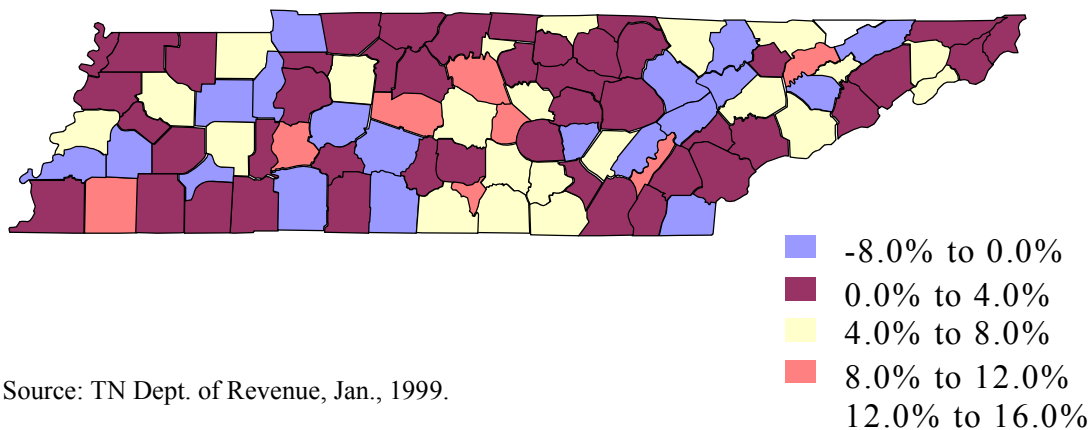 -8.0% to 0.0%
0.0% to 4.0%
4.0% to 8.0%
8.0% to 12.0%
12.0% to 16.0%
Source: TN Dept. of Revenue, Jan., 1999.